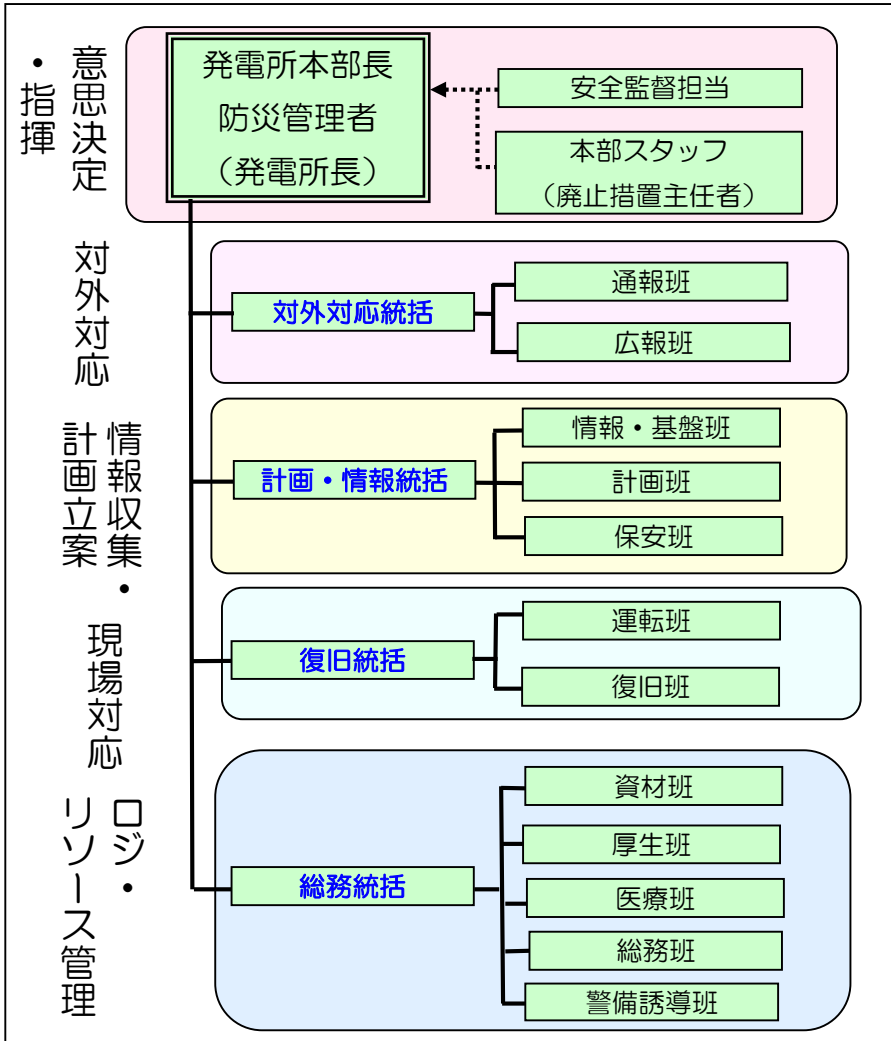 意思決定
・指揮
発電所本部長
防災管理者
（発電所長）
安全監督担当
本部スタッフ
（廃止措置主任者）
対外対応
対外対応統括
通報班
広報班
情報収集・
計画立案
計画・情報統括
情報・基盤班
計画班
保安班
現場対応
復旧統括
運転班
復旧班
ロジ・
リソース管理
総務統括
資材班
厚生班
医療班
総務班
警備誘導班